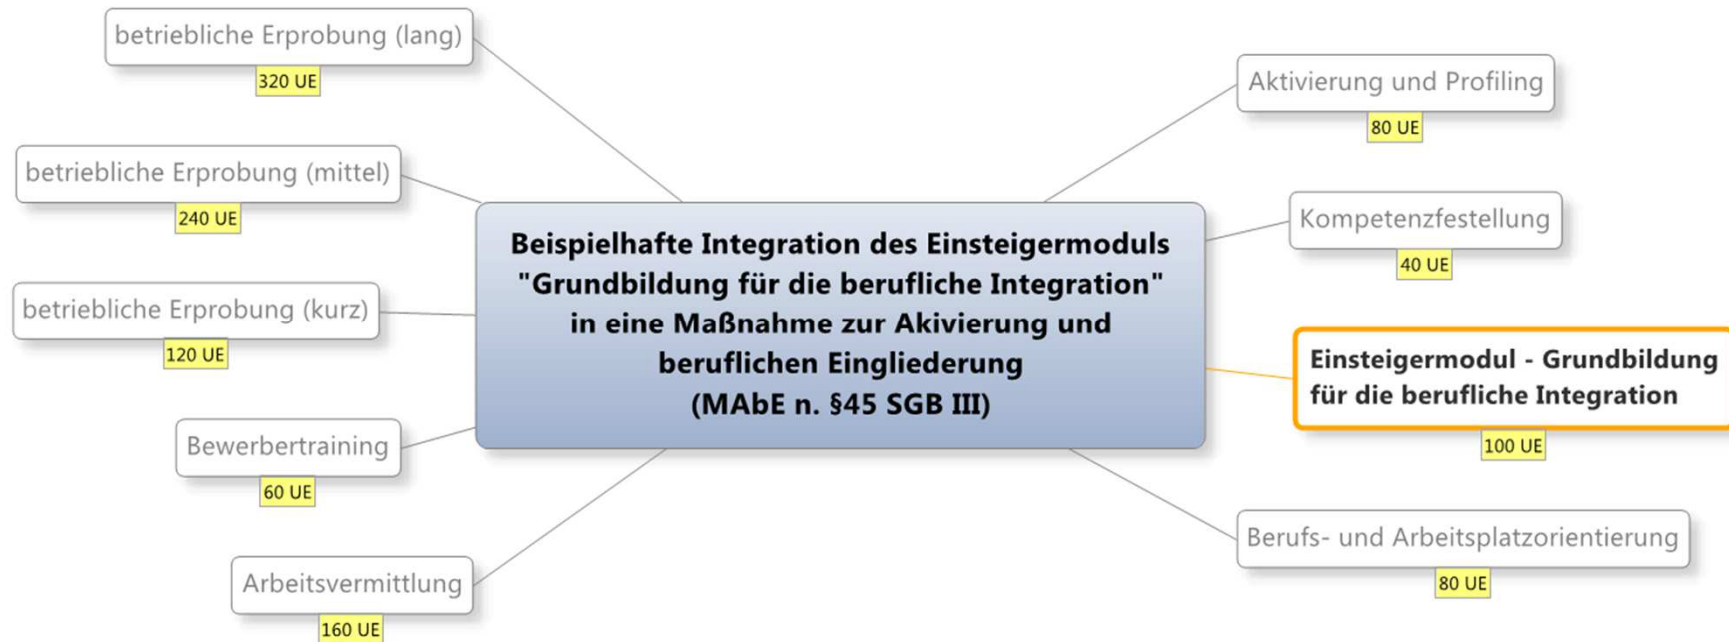 betriebliche Erprobung (lang)
320 UE
betriebliche Erprobung (mittel)
240 UE
betriebliche Erprobung (kurz)
120 UE
Bewerbertraining
60 UE
Arbeitsvermittlung
160 UE
Beispielhafte Integration des Einsteigermoduls
"Grundbildung für die berufliche Integration"
in eine Maßnahme zur Akivierung und
beruflichen Eingliederung
(MAbE n. §45 SGB III)
Aktivierung und Profiling
80 UE
Kompetenzfestellung
40 UE
Einsteigermodul - Grundbildung
für die berufliche Integration
100 UE
Berufs- und Arbeitsplatzorientierung
80 UE